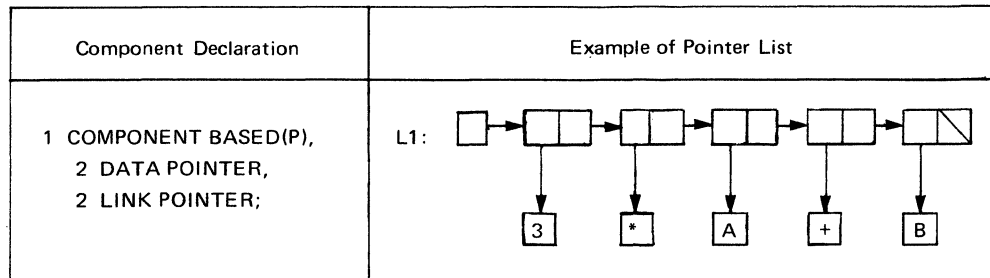 Component Declaration
Example of Pointer List
1 COMPONENT BASED(P),
2 DATA POINTER,
2 LINK POINTER;
L1:
3 * A + B